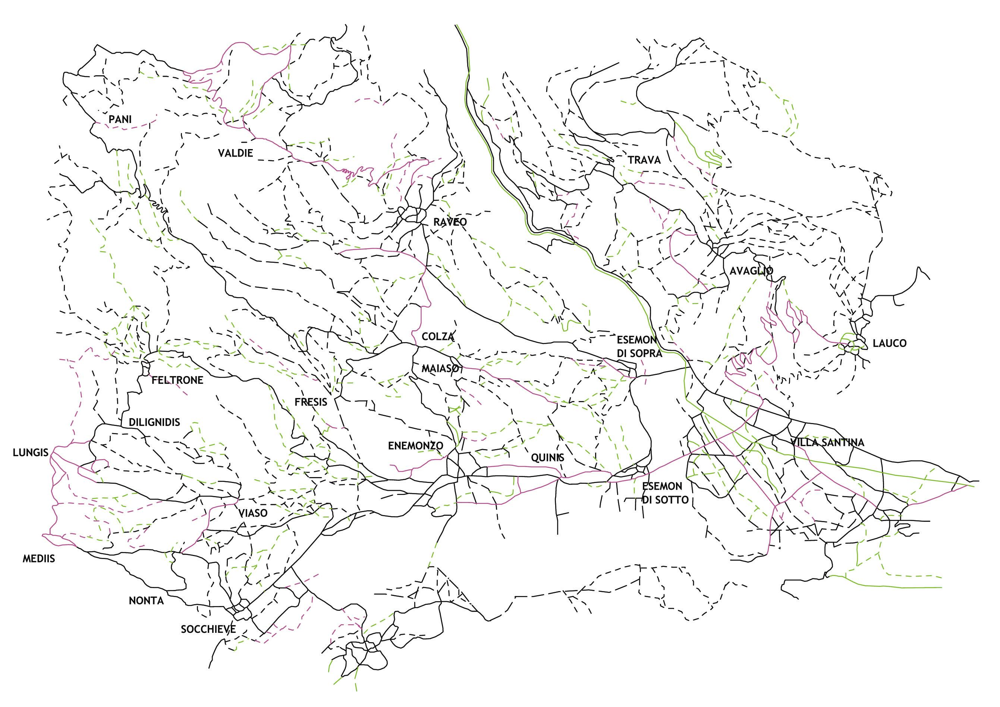 PANI
VALDIE
TRAVA
RAVEO
AVAGLIO
COLZA
ESEMON
DI SOPRA
LAUCO
MAIASO
FELTRONE
FRESIS
DILIGNIDIS
VILLA SANTINA
ENEMONZO
LUNGIS
QUINIS
ESEMON
DI SOTTO
VIASO
MEDIIS
NONTA
SOCCHIEVE